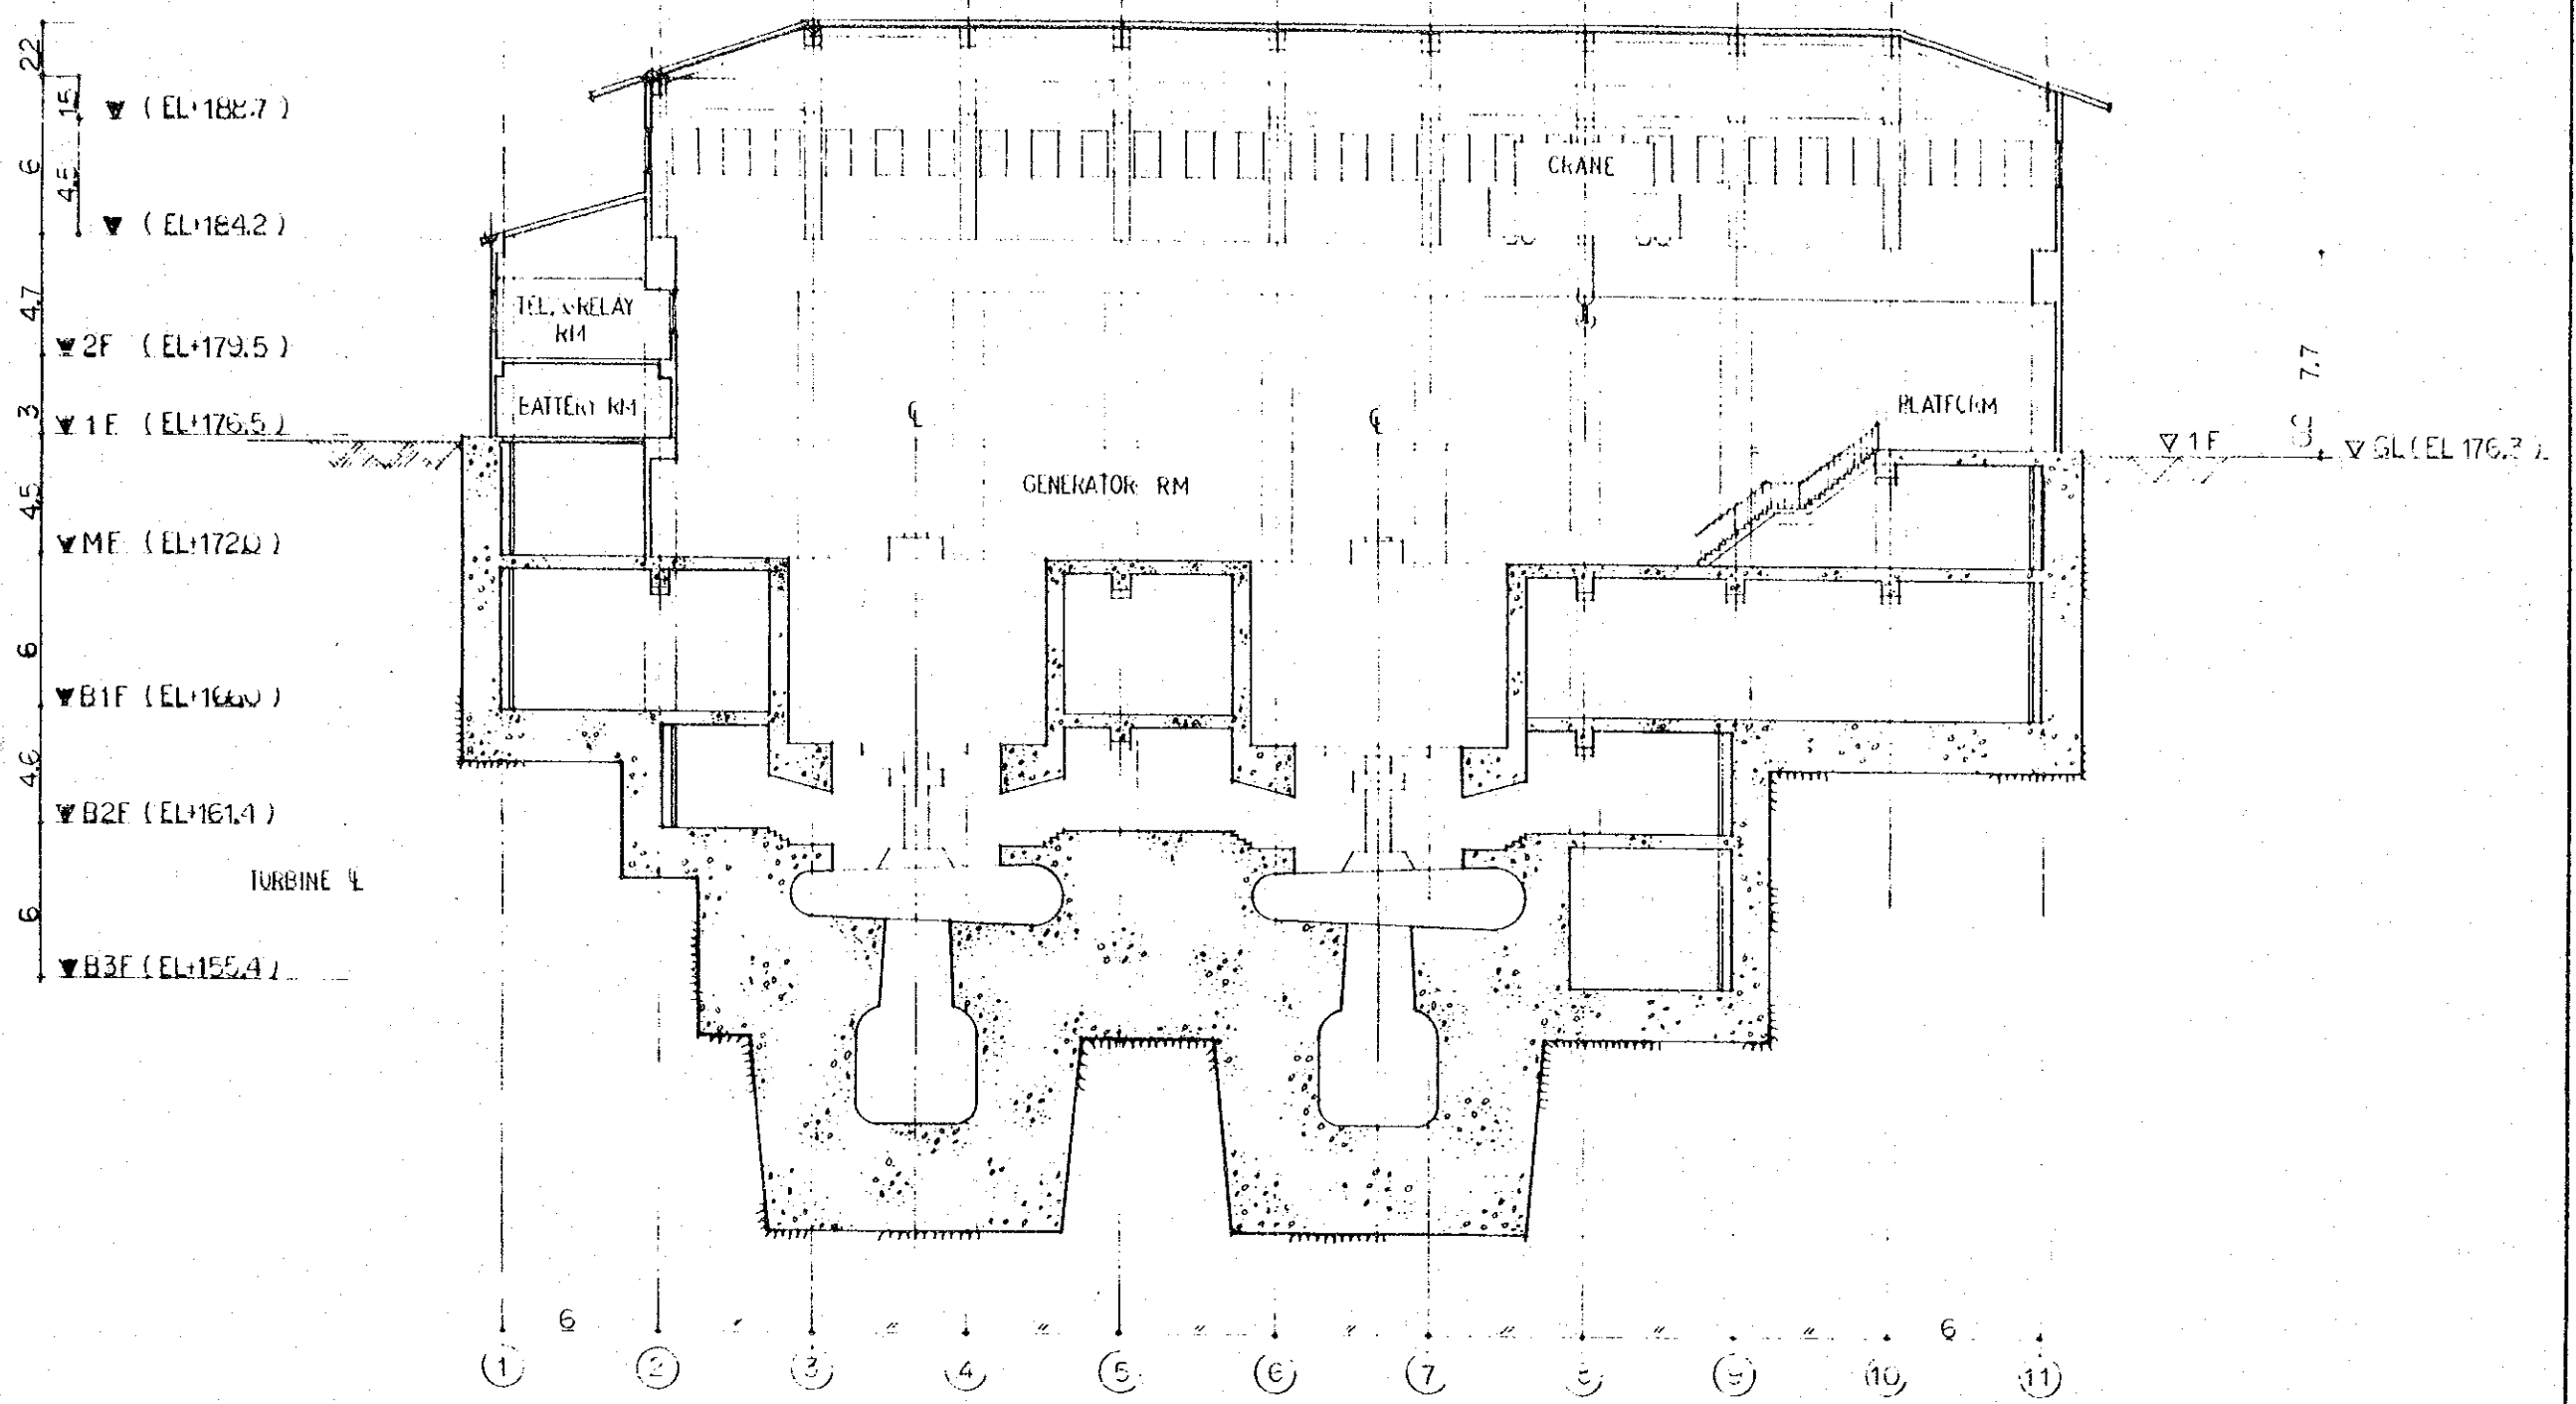 22
15
(EL+188.7)
6
4.5
(EL+184.2)
CRANE
4.7
TEL. & RELAY
RM
2F (EL+179.5)
7.7
3
BATTERY RM
℄
℄
PLATFORM
1F (EL+176.5)
1F
GL (EL 176.3)
4.5
GENERATOR RM
MF (EL+172.0)
6
B1F (EL+166.0)
4.6
B2F (EL+161.4)
TURBINE ℄
6
B3F (EL+155.4)
6 〃 〃 〃 〃 〃 〃 〃 〃 6
1 2 3 4 5 6 7 8 9 10 11